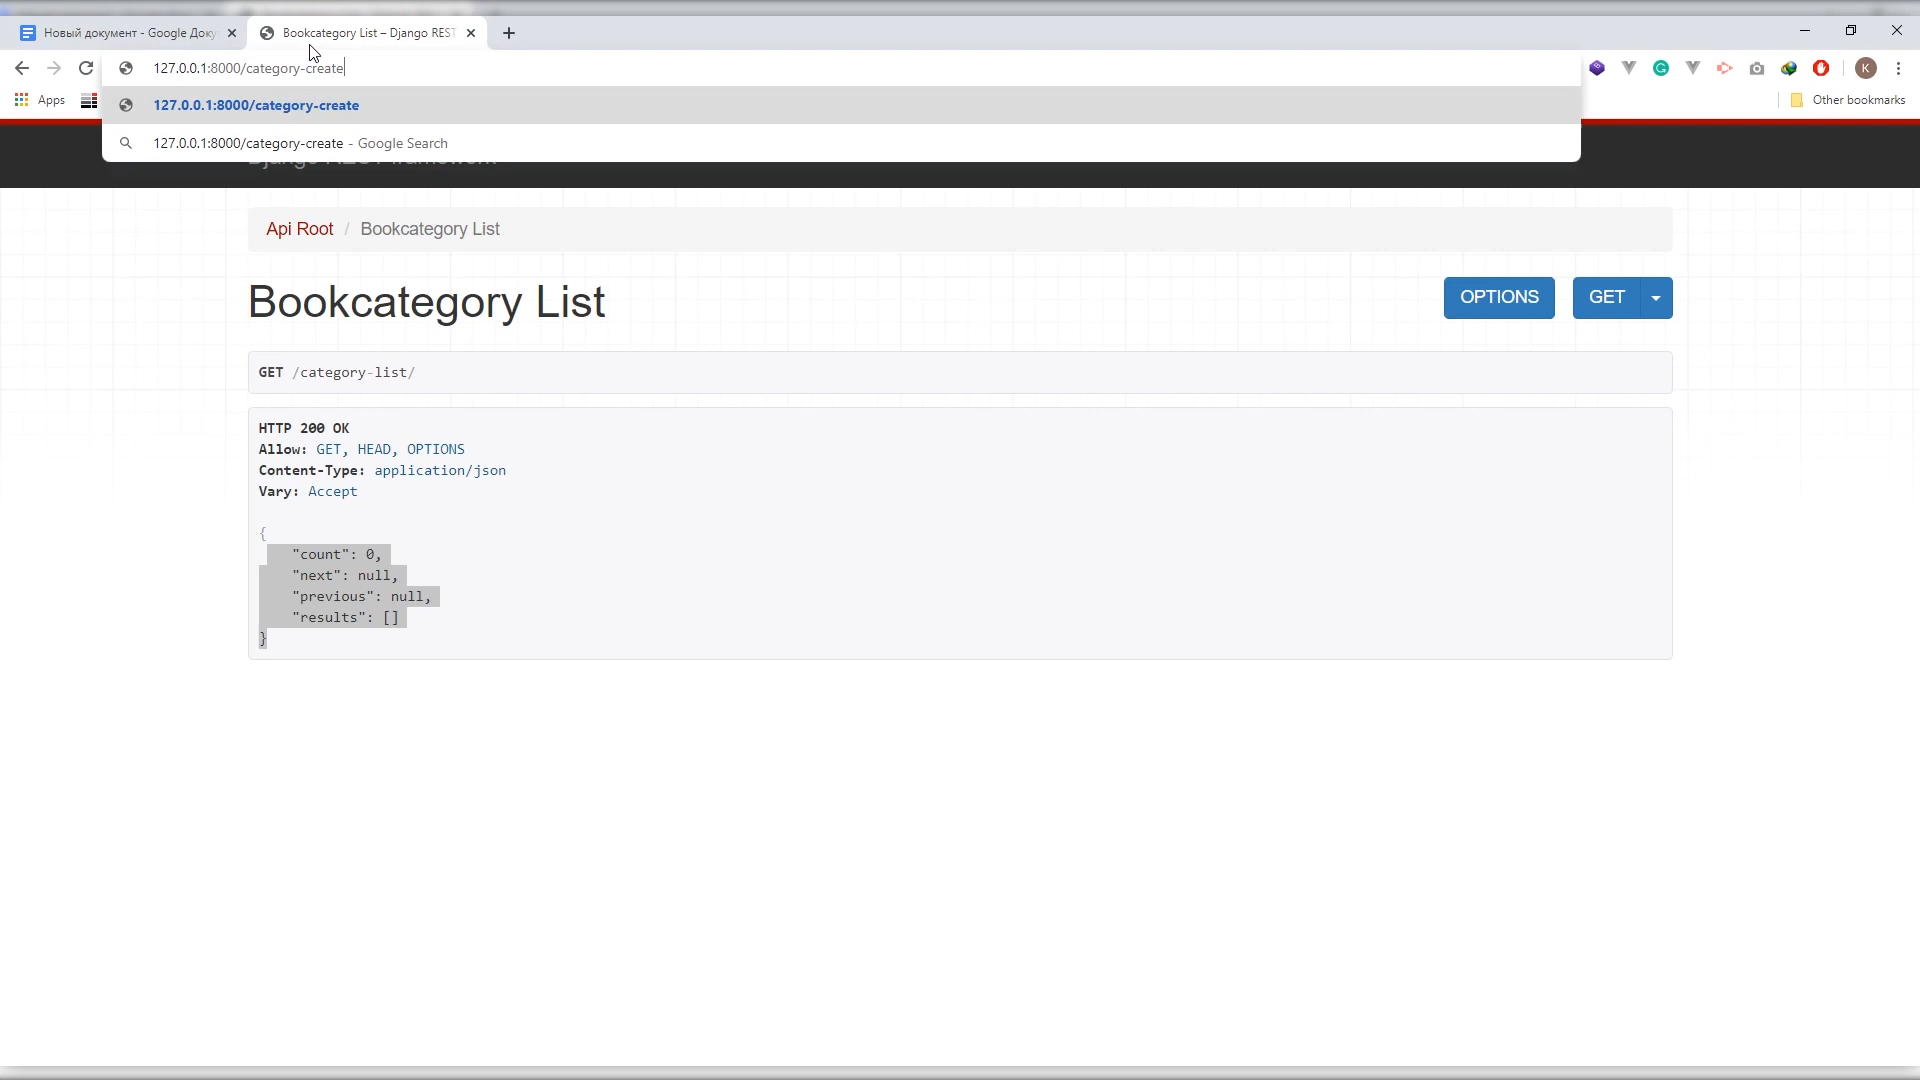 Новый документ - Google Доку
Bookcategory List – Django REST
127.0.0.1:8000/category-create
K
Apps
127.0.0.1:8000/category-create
Other bookmarks
127.0.0.1:8000/category-create - Google Search
Django REST framework
Api Root / Bookcategory List
Bookcategory List
OPTIONS
GET
GET /category-list/
HTTP 200 OK
Allow: GET, HEAD, OPTIONS
Content-Type: application/json
Vary: Accept
{
"count": 0,
"next": null,
"previous": null,
"results": []
}